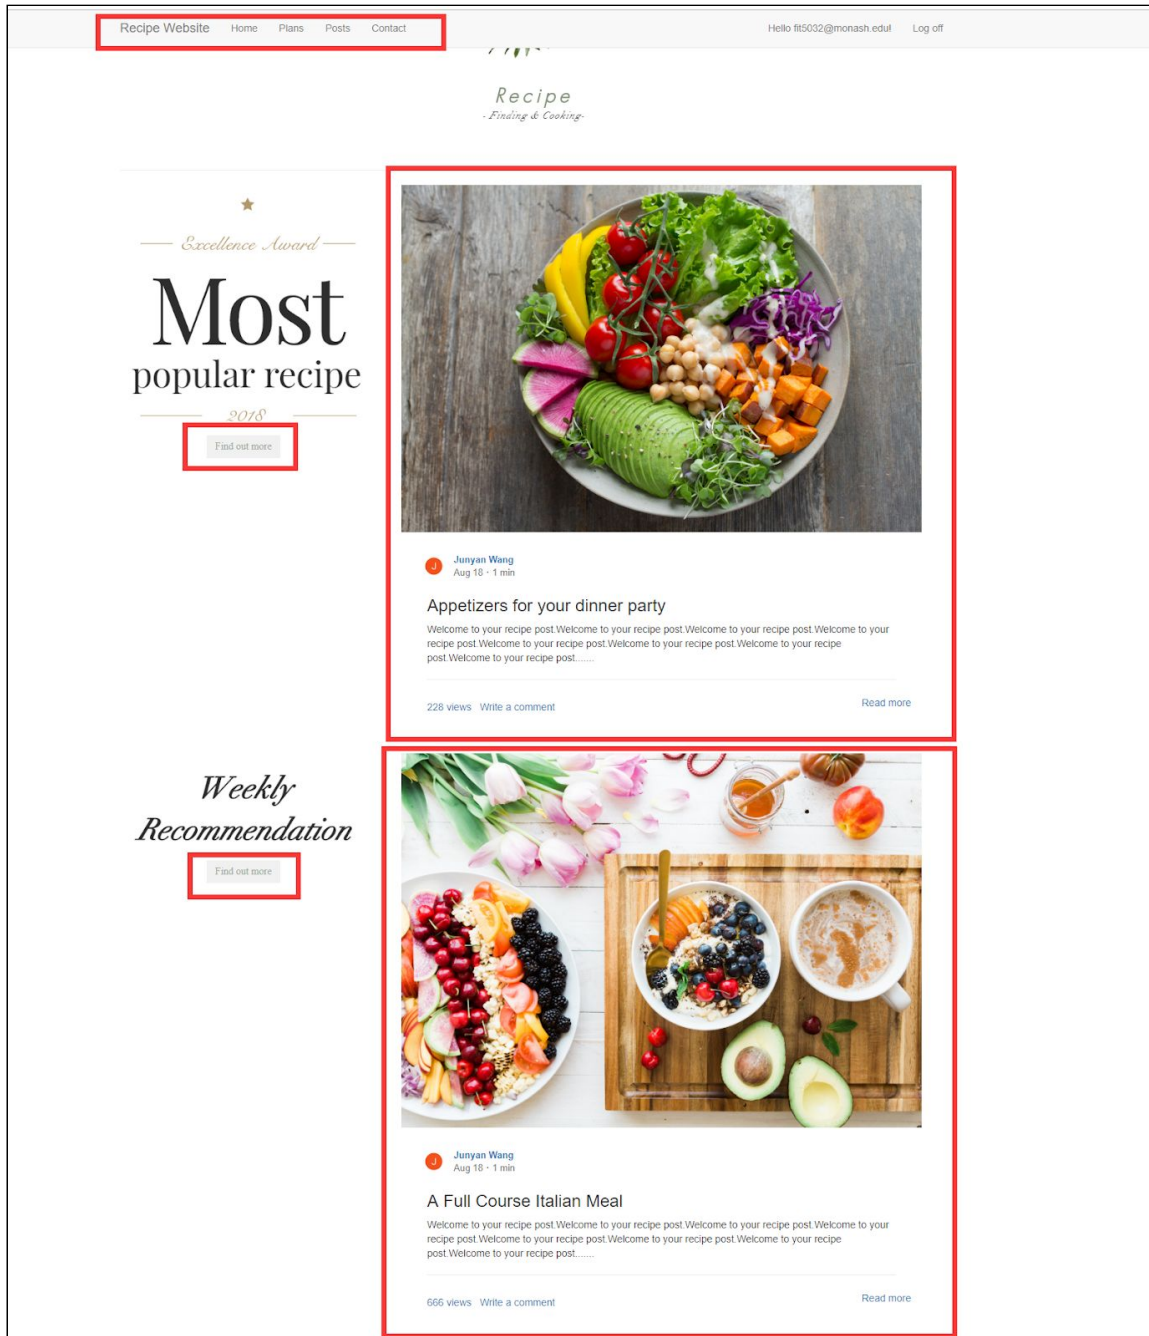 Recipe Website Home Plans Posts Contact Hello fit5032@monash.edu! Log off
Recipe
- Finding & Cooking-
Excellence Award
Most
popular recipe
2018
Find out more
J
Junyan Wang
Aug 18 · 1 min
Appetizers for your dinner party
Welcome to your recipe post.Welcome to your recipe post.Welcome to your recipe post.Welcome to your
recipe post.Welcome to your recipe post.Welcome to your recipe post.Welcome to your recipe
post.Welcome to your recipe post.......
228 views Write a comment Read more
Weekly
Recommendation
Find out more
J
Junyan Wang
Aug 18 · 1 min
A Full Course Italian Meal
Welcome to your recipe post.Welcome to your recipe post.Welcome to your recipe post.Welcome to your
recipe post.Welcome to your recipe post.Welcome to your recipe post.Welcome to your recipe
post.Welcome to your recipe post.......
666 views Write a comment Read more